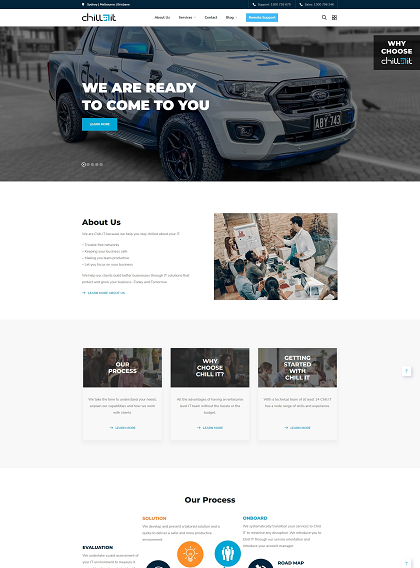 Sydney | Melbourne | Brisbane
Support: 1300 726 679
Sales: 1300 788 246
chill IT
About Us
Services
Contact
Blog
Remote Support
WHY
CHOOSE
chill IT
WE ARE READY
TO COME TO YOU
LEARN MORE
ABY·743
About Us
We are Chill IT because we help you stay chilled about your IT.
- Trouble free networks
- Keeping your business safe
- Making you more productive
- Let you focus on your business
We help our clients build better businesses through IT solutions that
protect and grow your business -Today and Tomorrow.
LEARN MORE ABOUT US
OUR
PROCESS
We take the time to understand your needs,
explain our capabilities and how we work
with clients.
LEARN MORE
WHY
CHOOSE
CHILL IT?
All the advantages of having an enterprise
level IT team without the hassle or the
budget.
LEARN MORE
GETTING
STARTED
WITH
CHILL IT
With a technical team of at least 14 Chill IT
has a wide range of skills and experience.
LEARN MORE
Our Process
SOLUTION
We develop and present a tailored solution and a
quote to deliver a safe and more productive
environment.
ONBOARD
We systematically transition your services to Chill
IT to minimise any disruption. We introduce you to
Chill IT through our service orientation and
introduce your account manager.
EVALUATION
We undertake a quick assessment of
your IT environment to measure it
ROAD MAP